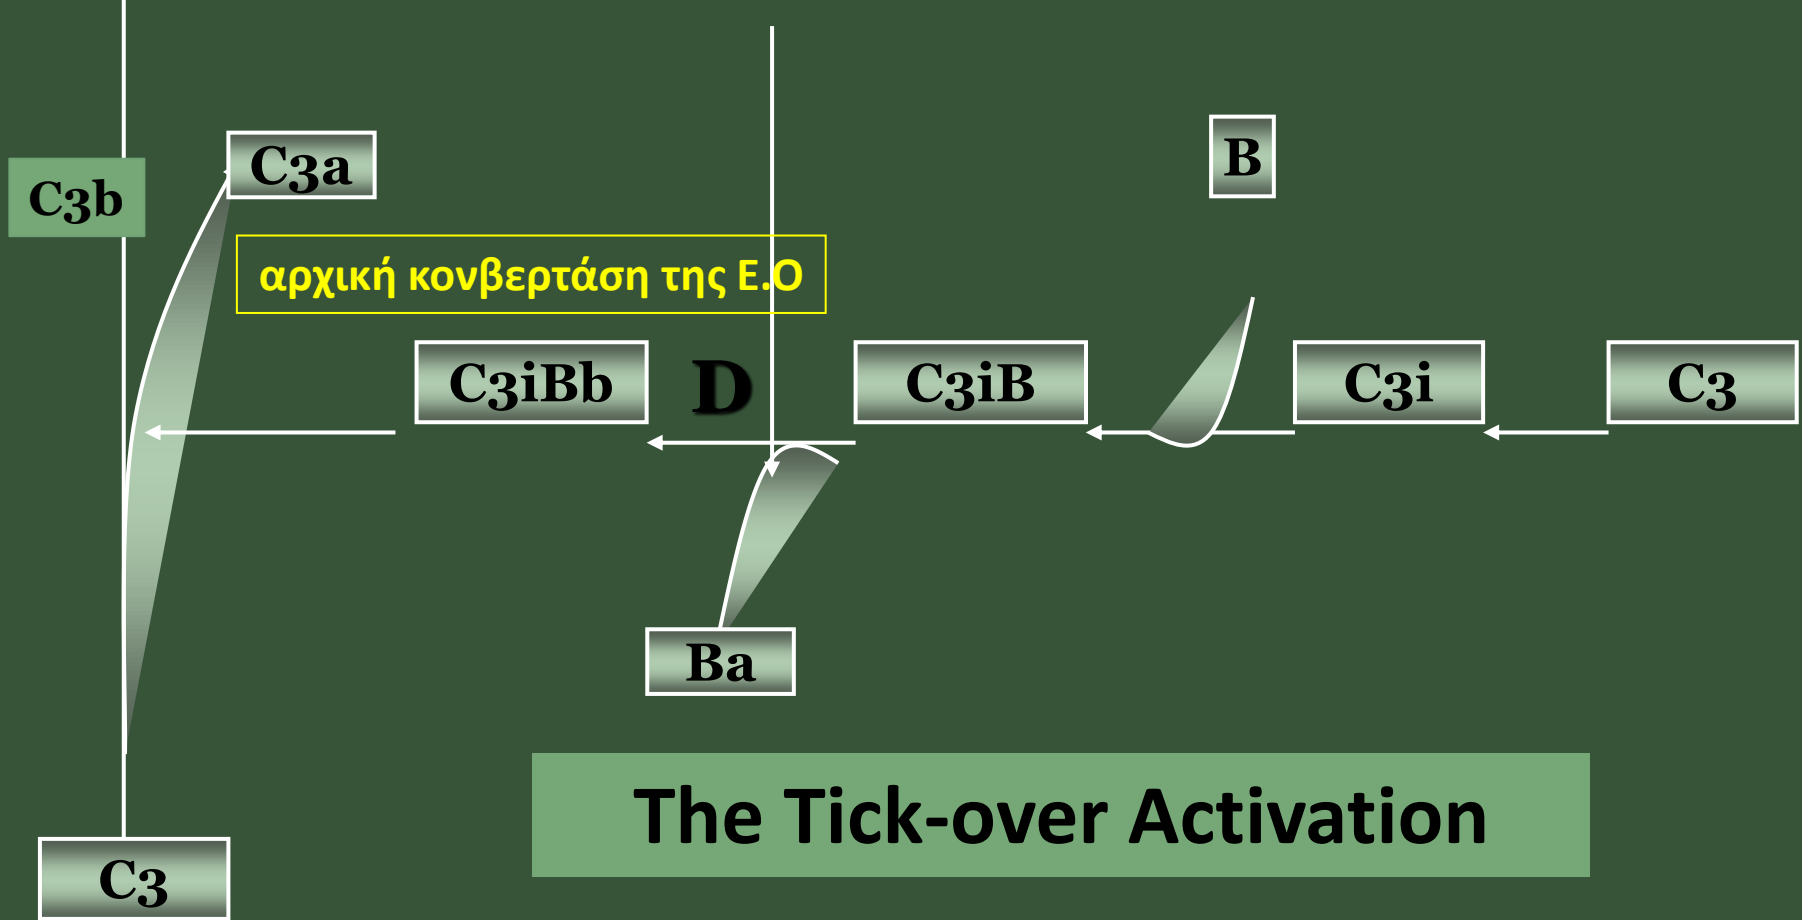 C3a
B
C3b
αρχική κονβερτάση της Ε.Ο
C3iBb
D
C3iB
C3i
C3
Ba
The Tick-over Activation
C3